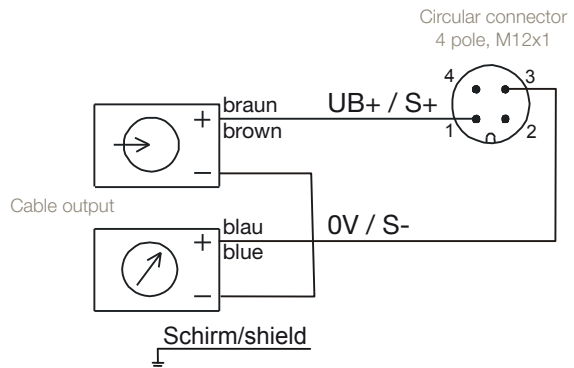 Circular connector
4 pole, M12x1
4 3
1 2
braun UB+ / S+
+ brown
–
Cable output
blau 0V / S-
+ blue
–
Schirm/shield